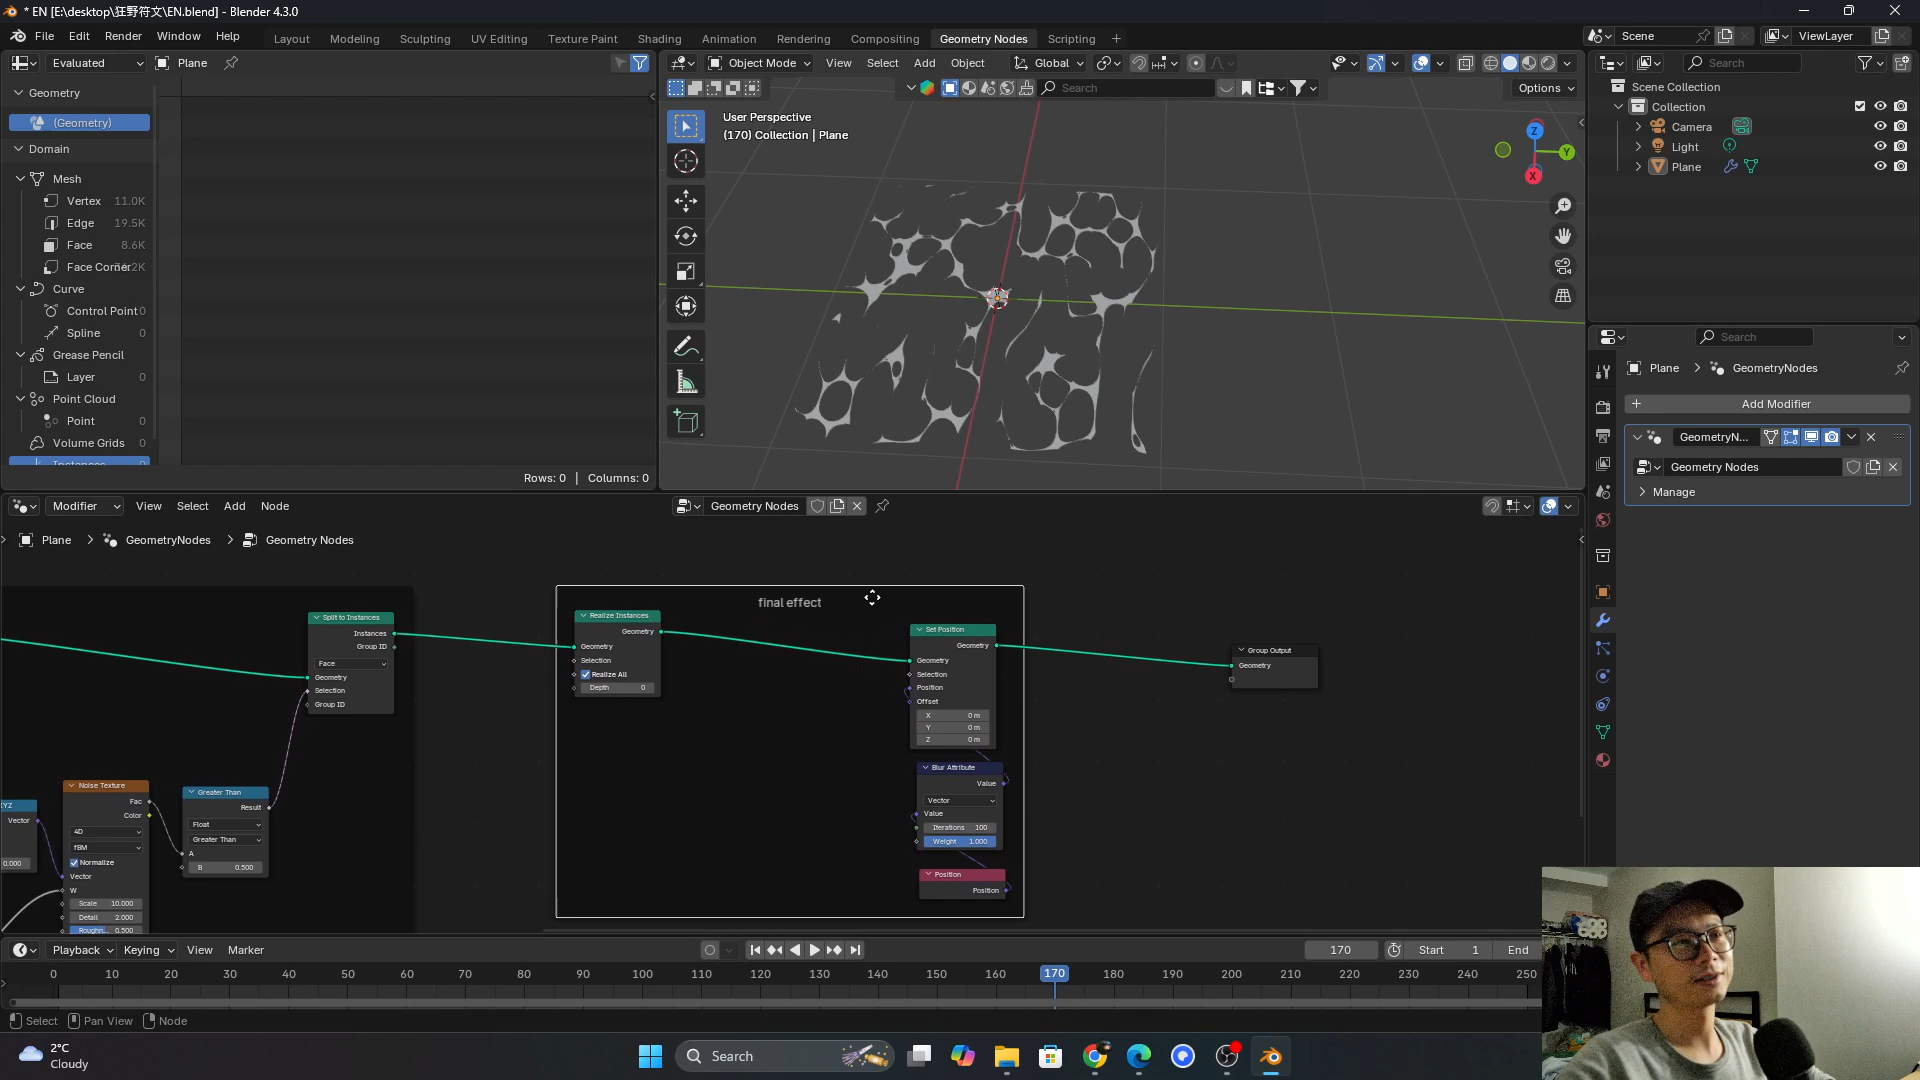 * EN [E:\desktop\狂野符文\EN.blend] - Blender 4.3.0
File Edit Render Window Help
Layout Modeling Sculpting UV Editing Texture Paint Shading Animation Rendering Compositing Geometry Nodes Scripting +
Scene
ViewLayer
Evaluated
Plane
Object Mode View Select Add Object
Global
Search
Geometry
(Geometry)
Domain
Mesh
Vertex 11.0K
Edge 19.5K
Face 8.6K
Face Corner
Curve
Control Point 0
Spline 0
Grease Pencil
Layer 0
Point Cloud
Point 0
Volume Grids 0
Instances 0
Rows: 0 | Columns: 0
Search
Options
User Perspective
(170) Collection | Plane
Z
Y
X
Scene Collection
Collection
Camera
Light
Plane
Search
Plane > GeometryNodes
+ Add Modifier
GeometryN...
Geometry Nodes
Manage
Modifier View Select Add Node
Geometry Nodes
Plane > GeometryNodes > Geometry Nodes
Split to Instances
Instances
Group ID
Face
Geometry
Selection
Group ID
YZ
Vector
0.000
Noise Texture
Fac
Color
4D
fBM
Normalize
Vector
W
Scale 10.000
Detail 2.000
Roughn.. 0.500
Greater Than
Result
Float
Greater Than
A
B 0.500
final effect
Realize Instances
Geometry
Geometry
Selection
Realize All
Depth 0
Set Position
Geometry
Geometry
Selection
Position
Offset
X 0 m
Y 0 m
Z 0 m
Blur Attribute
Value
Vector
Value
Iterations 100
Weight 1.000
Position
Position
Group Output
Geometry
Playback Keying View Marker
170
Start 1
End
0 10 20 30 40 50 60 70 80 90 100 110 120 130 140 150 160 170 180 190 200 210 220 230 240 250
Select Pan View Node
2°C
Cloudy
Search